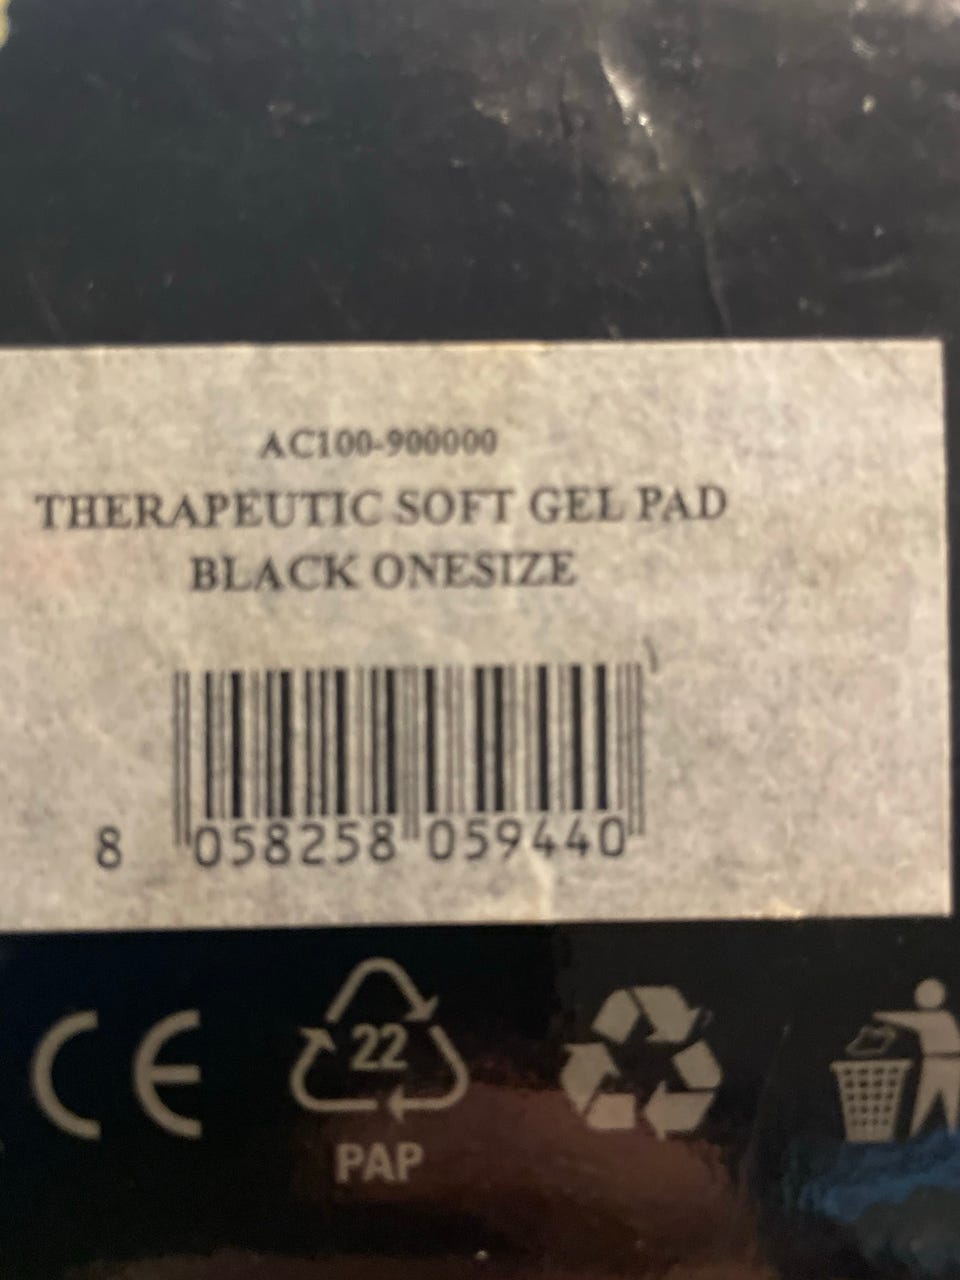 AC100-900000
THERAPEUTIC SOFT GEL PAD
BLACK ONESIZE
8 058258 059440
CE
22
PAP